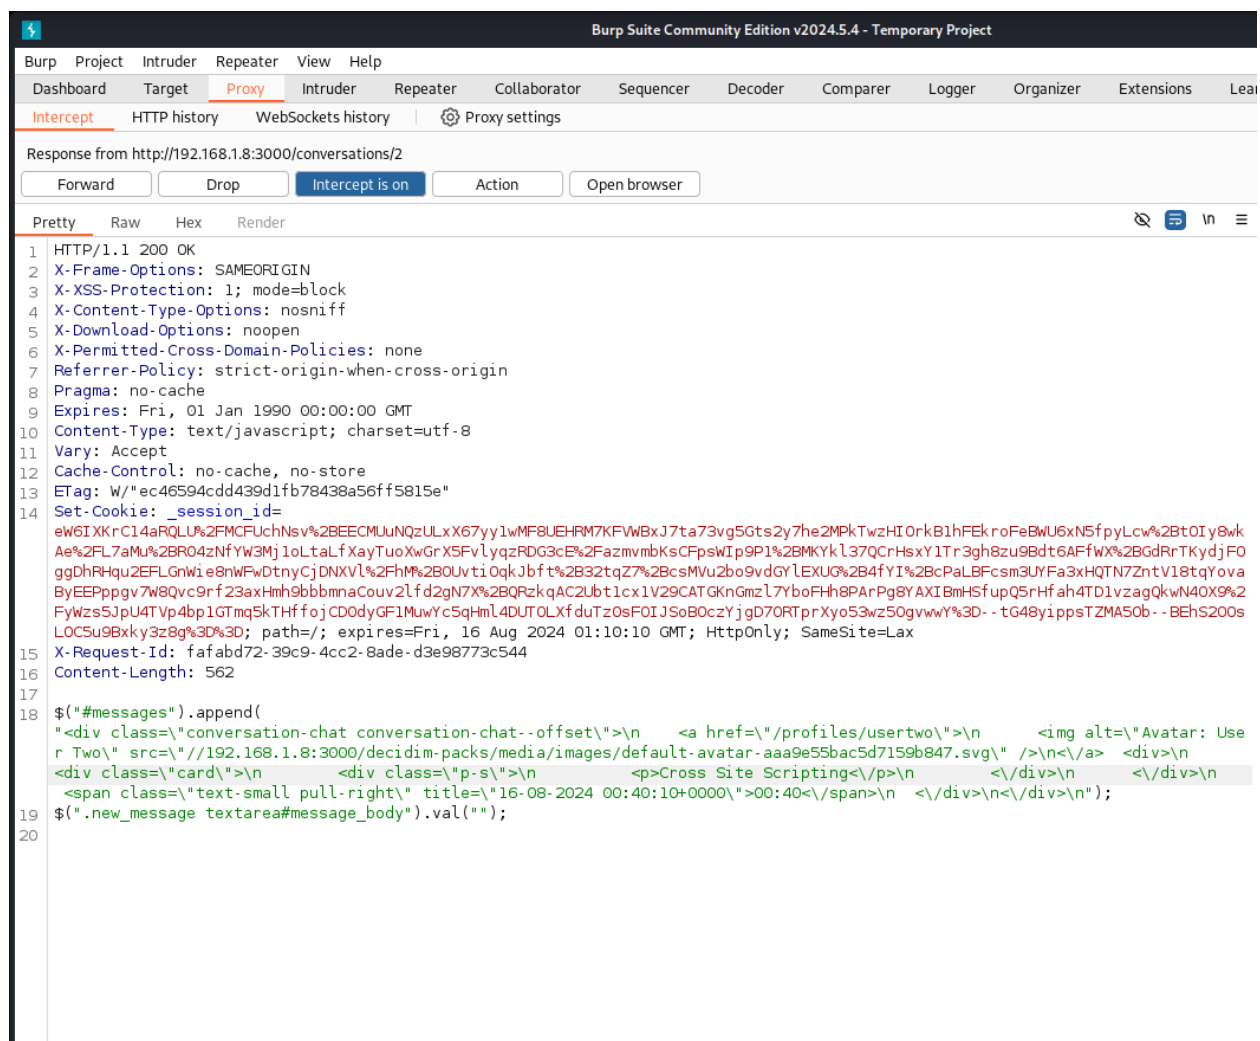 Burp Suite Community Edition v2024.5.4 - Temporary Project
Burp Project Intruder Repeater View Help
Dashboard Target Proxy Intruder Repeater Collaborator Sequencer Decoder Comparer Logger Organizer Extensions Lear
Intercept HTTP history WebSockets history Proxy settings
Response from http://192.168.1.8:3000/conversations/2
Forward Drop Intercept is on Action Open browser
Pretty Raw Hex Render \n
1 HTTP/1.1 200 OK
2 X-Frame-Options: SAMEORIGIN
3 X-XSS-Protection: 1; mode=block
4 X-Content-Type-Options: nosniff
5 X-Download-Options: noopen
6 X-Permitted-Cross-Domain-Policies: none
7 Referrer-Policy: strict-origin-when-cross-origin
8 Pragma: no-cache
9 Expires: Fri, 01 Jan 1990 00:00:00 GMT
10 Content-Type: text/javascript; charset=utf-8
11 Vary: Accept
12 Cache-Control: no-cache, no-store
13 ETag: W/"ec46594cdd439d1fb78438a56ff5815e"
14 Set-Cookie: _session_id=
path=/; expires=Fri, 16 Aug 2024 01:10:10 GMT; HttpOnly; SameSite=Lax
15 X-Request-Id: fafabd72-39c9-4cc2-8ade-d3e98773c544
16 Content-Length: 562
17
18 $("#messages").append(
"<div class=\"conversation-chat conversation-chat--offset\">\n <a href=\"/profiles/usertwo\">\n <img alt=\"Avatar: Use
r Two\" src=\"//192.168.1.8:3000/decidim-packs/media/images/default-avatar-aaa9e55bac5d7159b847.svg\" />\n<\/a> <div>\n
<div class=\"card\">\n <div class=\"p-s\">\n <p>Cross Site Scripting<\/p>\n <\/div>\n <\/div>\n
<span class=\"text-small pull-right\" title=\"16-08-2024 00:40:10+0000\">00:40<\/span>\n <\/div>\n<\/div>\n");
19 $(".new_message textarea#message_body").val("");
20